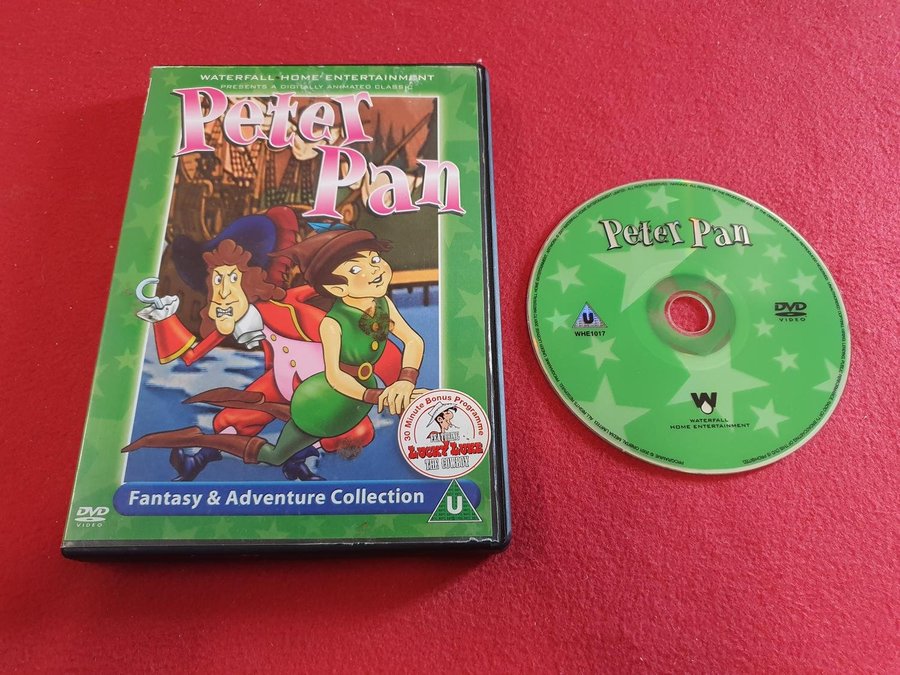 WATERFALL HOME ENTERTAINMENT
PRESENTS A DIGITALLY ANIMATED CLASSIC
Peter
Pan
30 Minute Bonus Programme
FEATURING
LUCKY LUKE
THE COWBOY
Fantasy & Adventure Collection
DVD
VIDEO
U
Peter Pan
U
WHE1017
DVD
VIDEO
W
WATERFALL
HOME ENTERTAINMENT